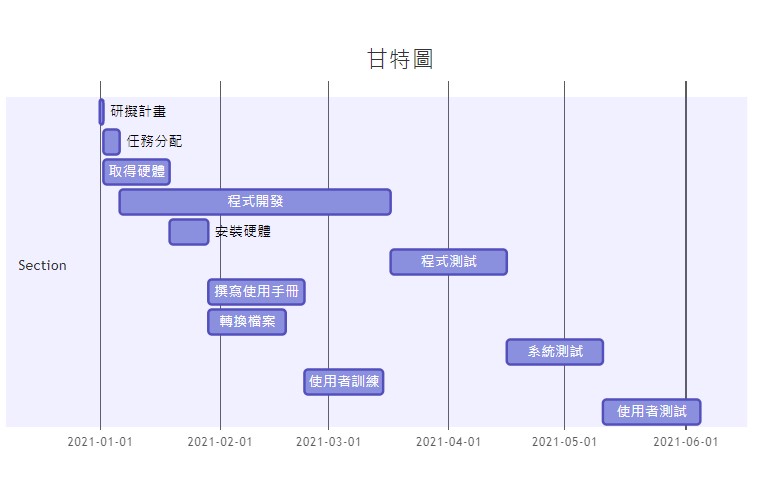 甘特圖
研擬計畫
任務分配
取得硬體
程式開發
安裝硬體
Section
程式測試
撰寫使用手冊
轉換檔案
系統測試
使用者訓練
使用者測試
2021-01-01 2021-02-01 2021-03-01 2021-04-01 2021-05-01 2021-06-01